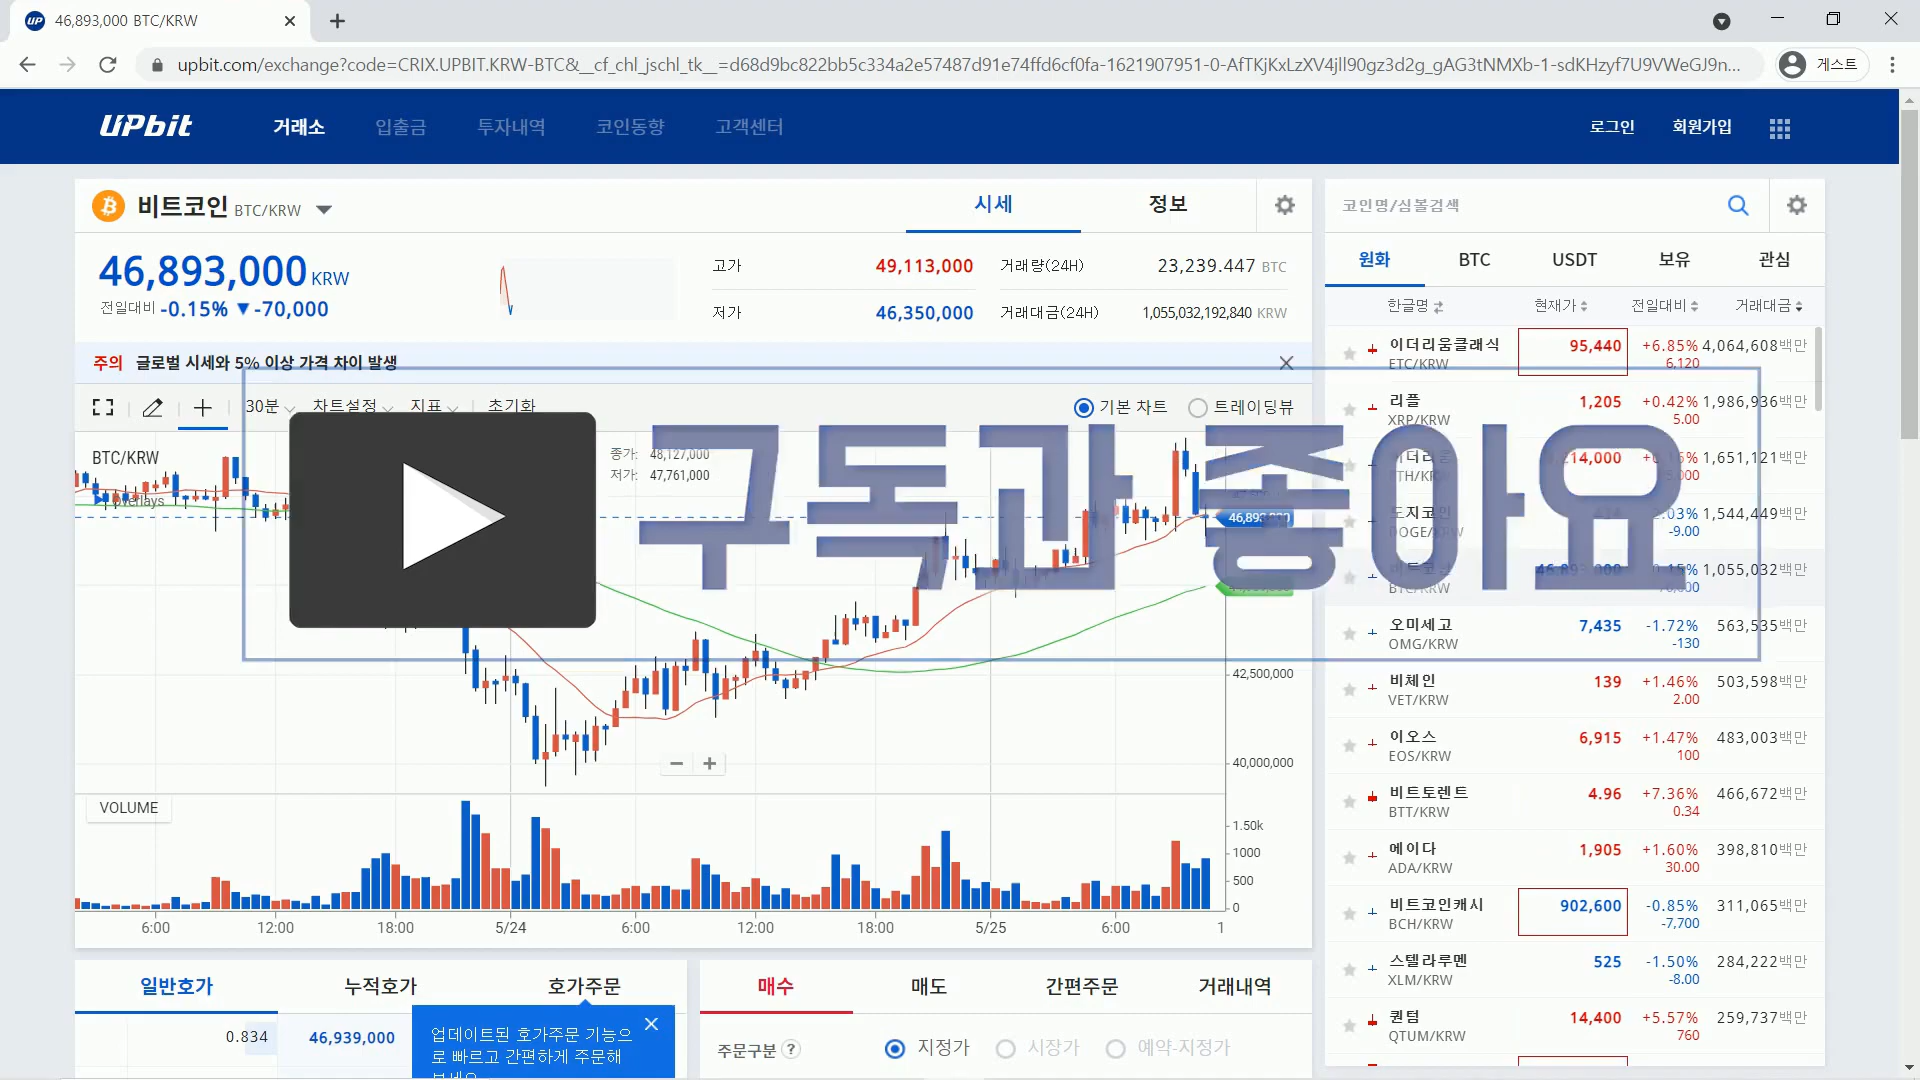 46,893,000 BTC/KRW
upbit.com/exchange?code=CRIX.UPBIT.KRW-BTC&__cf_chl_jschl_tk__=d68d9bc822bb5c334a2e57487d91e74ffd6cf0fa-1621907951-0-AfTKjKxLzXV4jll90gz3d2g_gAG3tNMXb-1-sdKHzyf7U9VWeGJ9n...
게스트
UPbit 거래소 입출금 투자내역 코인동향 고객센터 로그인 회원가입
비트코인 BTC/KRW 시세 정보
46,893,000 KRW
전일대비 -0.15% ▼-70,000
고가 49,113,000 거래량(24H) 23,239.447 BTC
저가 46,350,000 거래대금(24H) 1,055,032,192,840 KRW
주의 글로벌 시세와 5% 이상 가격 차이 발생
30분 차트설정 지표 초기화 기본 차트 트레이딩뷰
BTC/KRW
종가: 48,127,000
저가: 47,761,000
Overlays
구독과 좋아요
42,500,000
40,000,000
VOLUME
1.50k
1000
500
0
6:00 12:00 18:00 5/24 6:00 12:00 18:00 5/25 6:00 1
일반호가 누적호가 호가주문
0.834 46,939,000
업데이트된 호가주문 기능으
로 빠르고 간편하게 주문해
보세요
매수 매도 간편주문 거래내역
주문구분 ? 지정가 시장가 예약-지정가
코인명/심볼검색
원화 BTC USDT 보유 관심
한글명 현재가 전일대비 거래대금
이더리움클래식 95,440 +6.85% 4,064,608백만
ETC/KRW 6,120
리플 1,205 +0.42% 1,986,936백만
XRP/KRW 5.00
1,651,121백만
도지코인 1,544,449백만
DOGE/KRW -9.00
비트코인 46,893,000 -0.15% 1,055,032백만
BTC/KRW
오미세고 7,435 -1.72% 563,535백만
OMG/KRW -130
비체인 139 +1.46% 503,598백만
VET/KRW 2.00
이오스 6,915 +1.47% 483,003백만
EOS/KRW 100
비트토렌트 4.96 +7.36% 466,672백만
BTT/KRW 0.34
에이다 1,905 +1.60% 398,810백만
ADA/KRW 30.00
비트코인캐시 902,600 -0.85% 311,065백만
BCH/KRW -7,700
스텔라루멘 525 -1.50% 284,222백만
XLM/KRW -8.00
퀀텀 14,400 +5.57% 259,737백만
QTUM/KRW 760